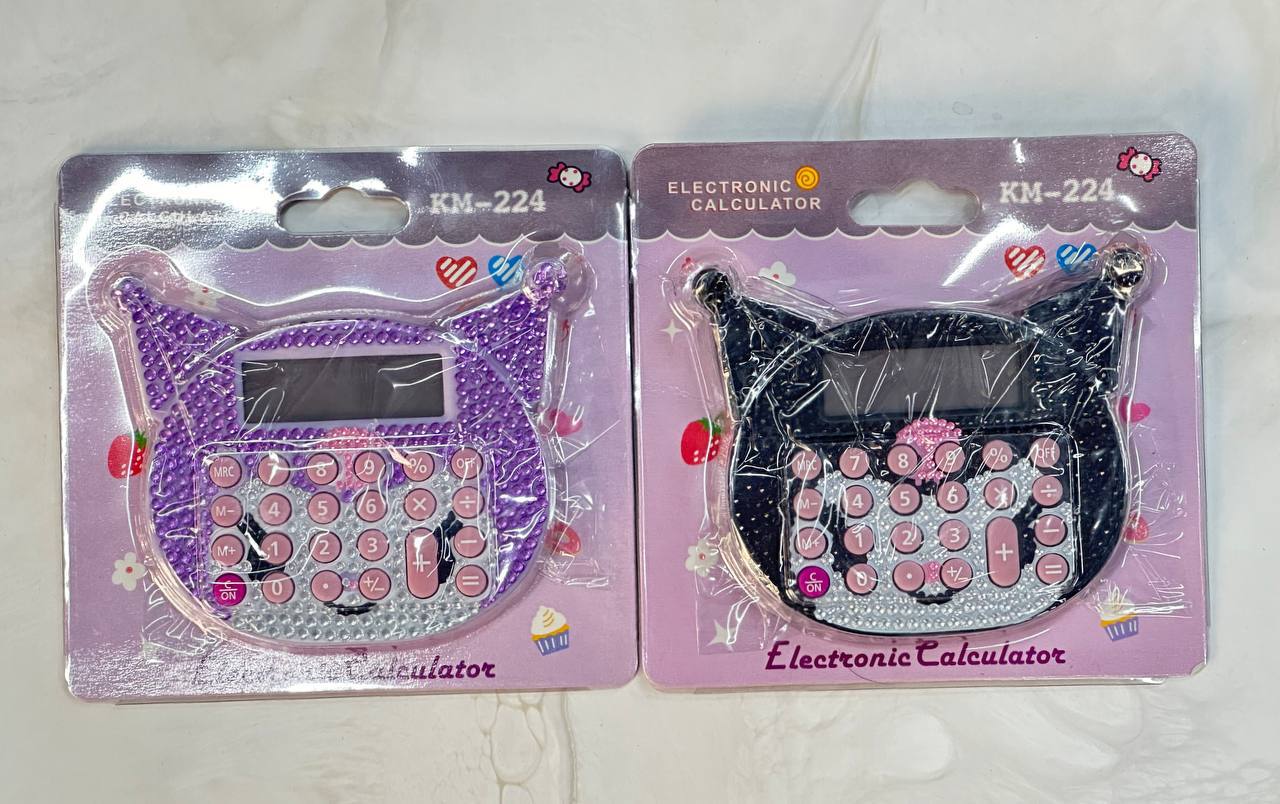 KM-224
MRC 7 8 9 % OFF
M- 4 5 6 × ÷
M+ 1 2 3 + −
C/ON 0 • +/− =
Calculator
ELECTRONIC
CALCULATOR
KM-224
MRC 7 8 9 % OFF
M- 4 5 6 × ÷
M+ 1 2 3 + −
C/ON 0 • +/− =
Electronic Calculator